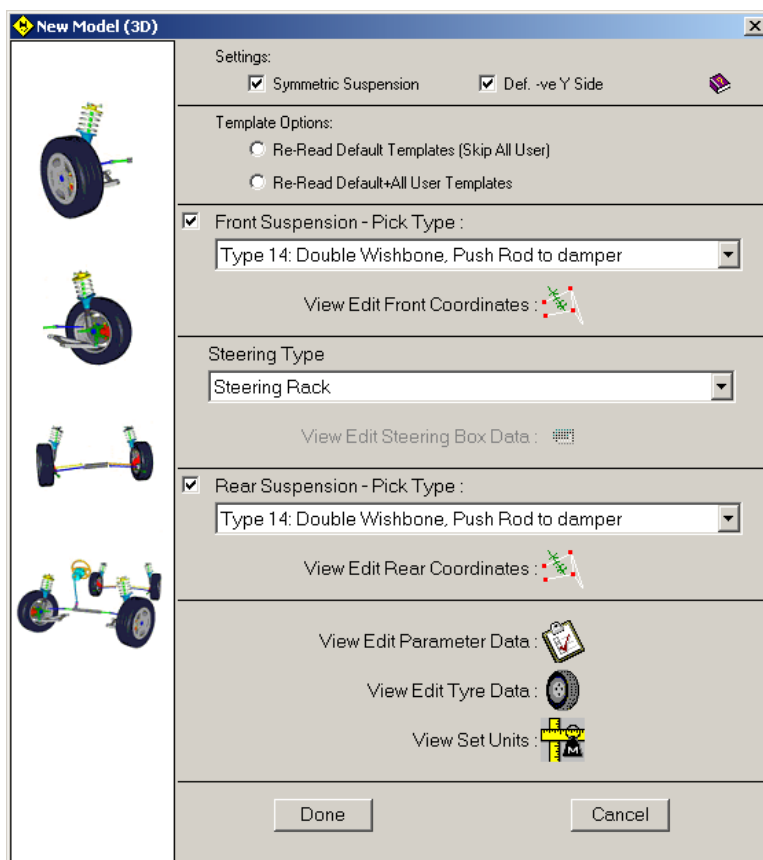 New Model (3D)
Settings:
Symmetric Suspension
Def. -ve Y Side
Template Options:
Re-Read Default Templates (Skip All User)
Re-Read Default+All User Templates
Front Suspension - Pick Type :
Type 14: Double Wishbone, Push Rod to damper
View Edit Front Coordinates :
Steering Type
Steering Rack
View Edit Steering Box Data :
Rear Suspension - Pick Type :
Type 14: Double Wishbone, Push Rod to damper
View Edit Rear Coordinates :
View Edit Parameter Data :
View Edit Tyre Data :
View Set Units :
M
Done
Cancel